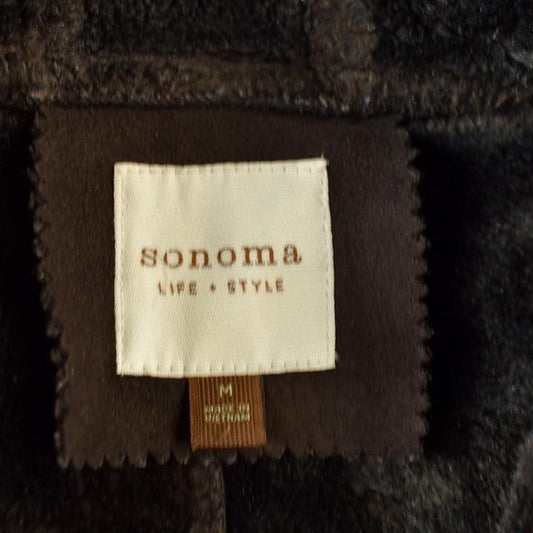 sonoma
LIFE + STYLE
M
MADE IN
VIETNAM